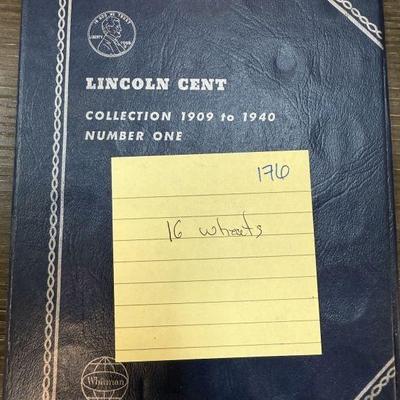 LINCOLN CENT
COLLECTION 1909 to 1940
NUMBER ONE
176
16 wheats
Whitman